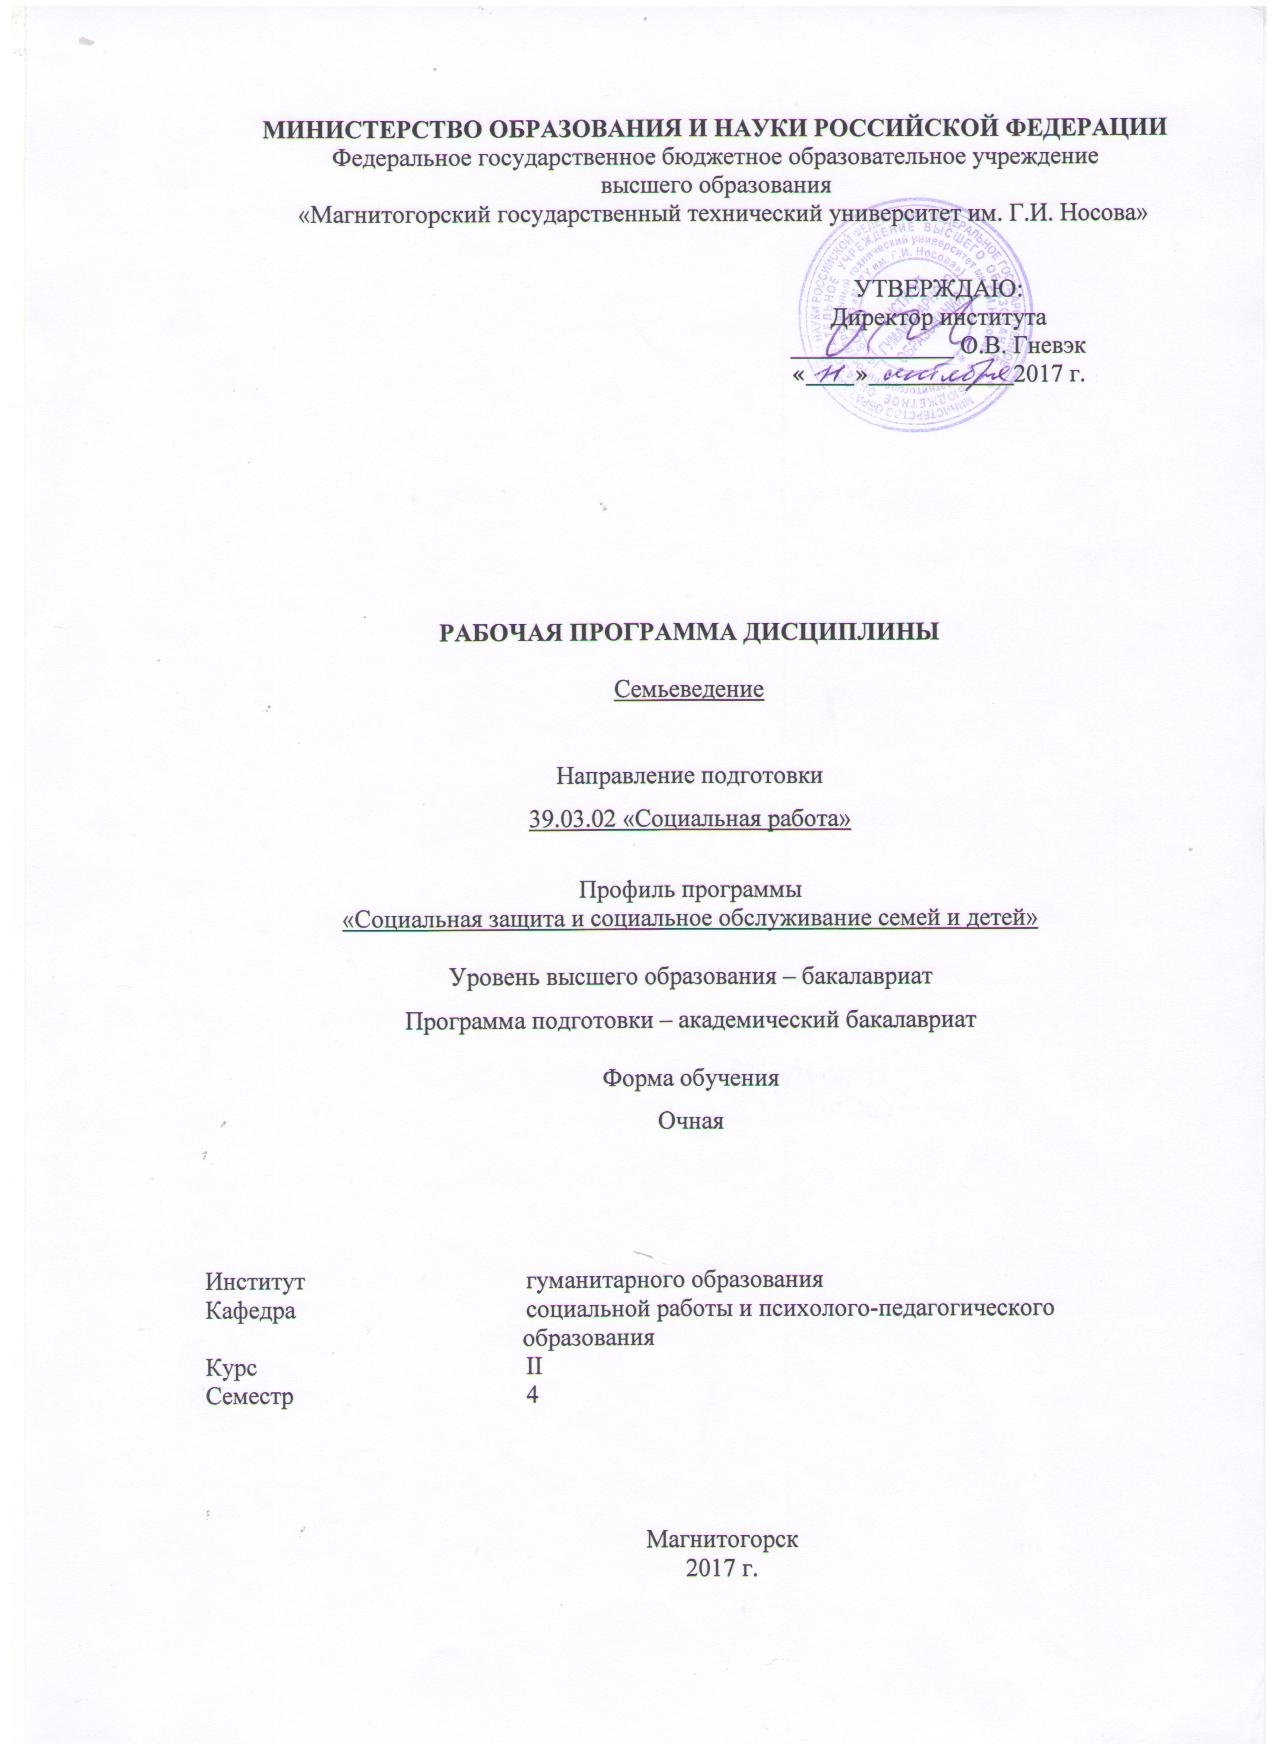 МИНИСТЕРСТВО ОБРАЗОВАНИЯ И НАУКИ РОССИЙСКОЙ ФЕДЕРАЦИИ
Федеральное государственное бюджетное образовательное учреждение
высшего образования
«Магнитогорский государственный технический университет им. Г.И. Носова»
УТВЕРЖДАЮ:
Директор института
О.В. Гневэк
«11» сентября 2017 г.
РАБОЧАЯ ПРОГРАММА ДИСЦИПЛИНЫ
Семьеведение
Направление подготовки
39.03.02 «Социальная работа»
Профиль программы
«Социальная защита и социальное обслуживание семей и детей»
Уровень высшего образования – бакалавриат
Программа подготовки – академический бакалавриат
Форма обучения
Очная
Институт гуманитарного образования
Кафедра социальной работы и психолого-педагогического
образования
Курс II
Семестр 4
Магнитогорск
2017 г.